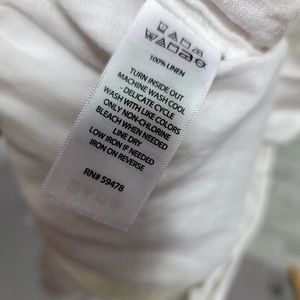 100% LINEN
TURN INSIDE OUT
MACHINE WASH COOL
- DELICATE CYCLE
WASH WITH LIKE COLORS
ONLY NON-CHLORINE
BLEACH WHEN NEEDED
LINE DRY
LOW IRON IF NEEDED
IRON ON REVERSE
RN# 59478